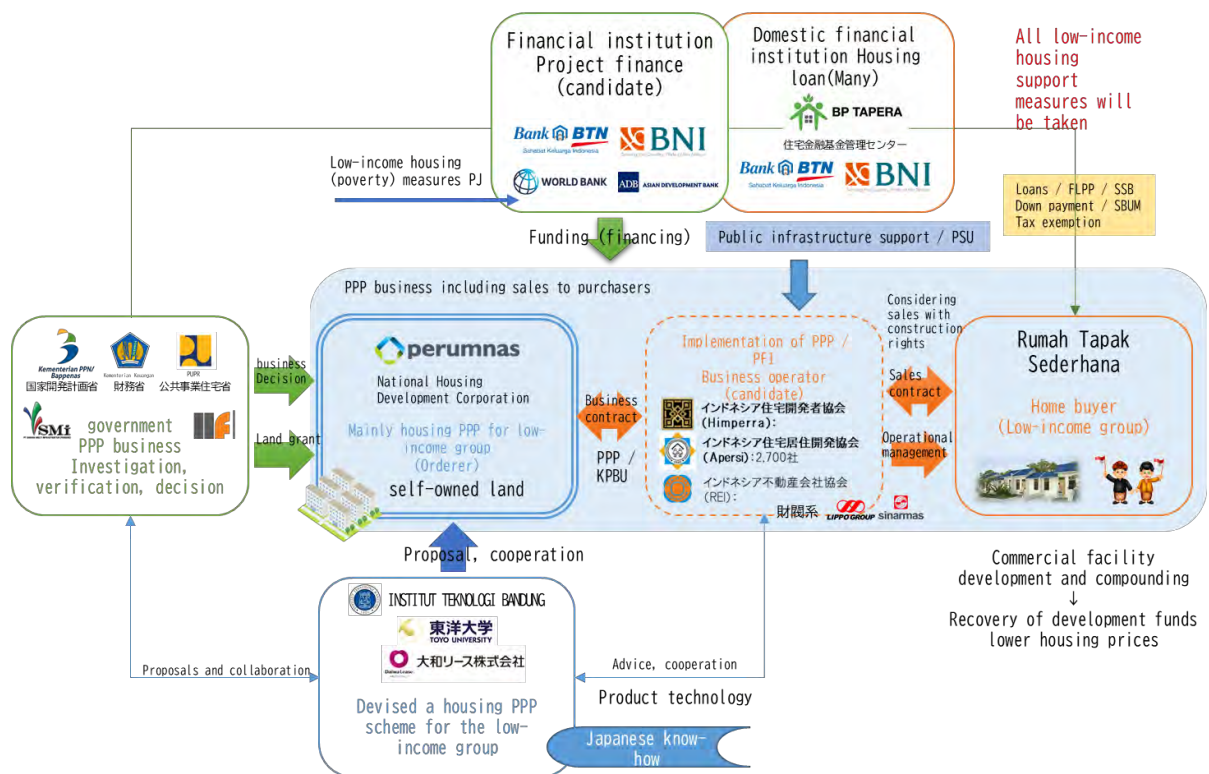 Financial institution
Project finance
(candidate)
Bank BTN
Sahabat Keluarga Indonesia
BNI
WORLD BANK
ADB
ASIAN DEVELOPMENT BANK
Domestic financial
institution Housing
loan(Many)
BP TAPERA
住宅金融基金管理センター
Bank BTN
Sahabat Keluarga Indonesia
BNI
All low-income
housing
support
measures will
be taken
Low-income housing
(poverty) measures PJ
Loans / FLPP / SSB
Down payment / SBUM
Tax exemption
Funding (financing)
Public infrastructure support / PSU
PPP business including sales to purchasers
Kementerian PPN/
Bappenas
国家開発計画省
Kementerian Keuangan
財務省
PUPR
公共事業住宅省
SMI
government
PPP business
Investigation,
verification, decision
business
Decision
Land grant
perumnas
National Housing
Development Corporation
Mainly housing PPP for low-
income group
(Orderer)
self-owned land
Business
contract
PPP /
KPBU
Implementation of PPP /
PFI
Business operator
(candidate)
インドネシア住宅開発者協会
(Himperra):
インドネシア住宅居住開発協会
(Apersi):2,700社
インドネシア不動産会社協会
(REI):
財閥系
LIPPO GROUP
sinarmas
Considering
sales with
construction
rights
Sales
contract
Operational
management
Rumah Tapak
Sederhana
Home buyer
(Low-income group)
Proposal, cooperation
Commercial facility
development and compounding
↓
Recovery of development funds
lower housing prices
INSTITUT TEKNOLOGI BANDUNG
東洋大学
TOYO UNIVERSITY
大和リース株式会社
Devised a housing PPP
scheme for the low-
income group
Proposals and collaboration
Advice, cooperation
Product technology
Japanese know-
how